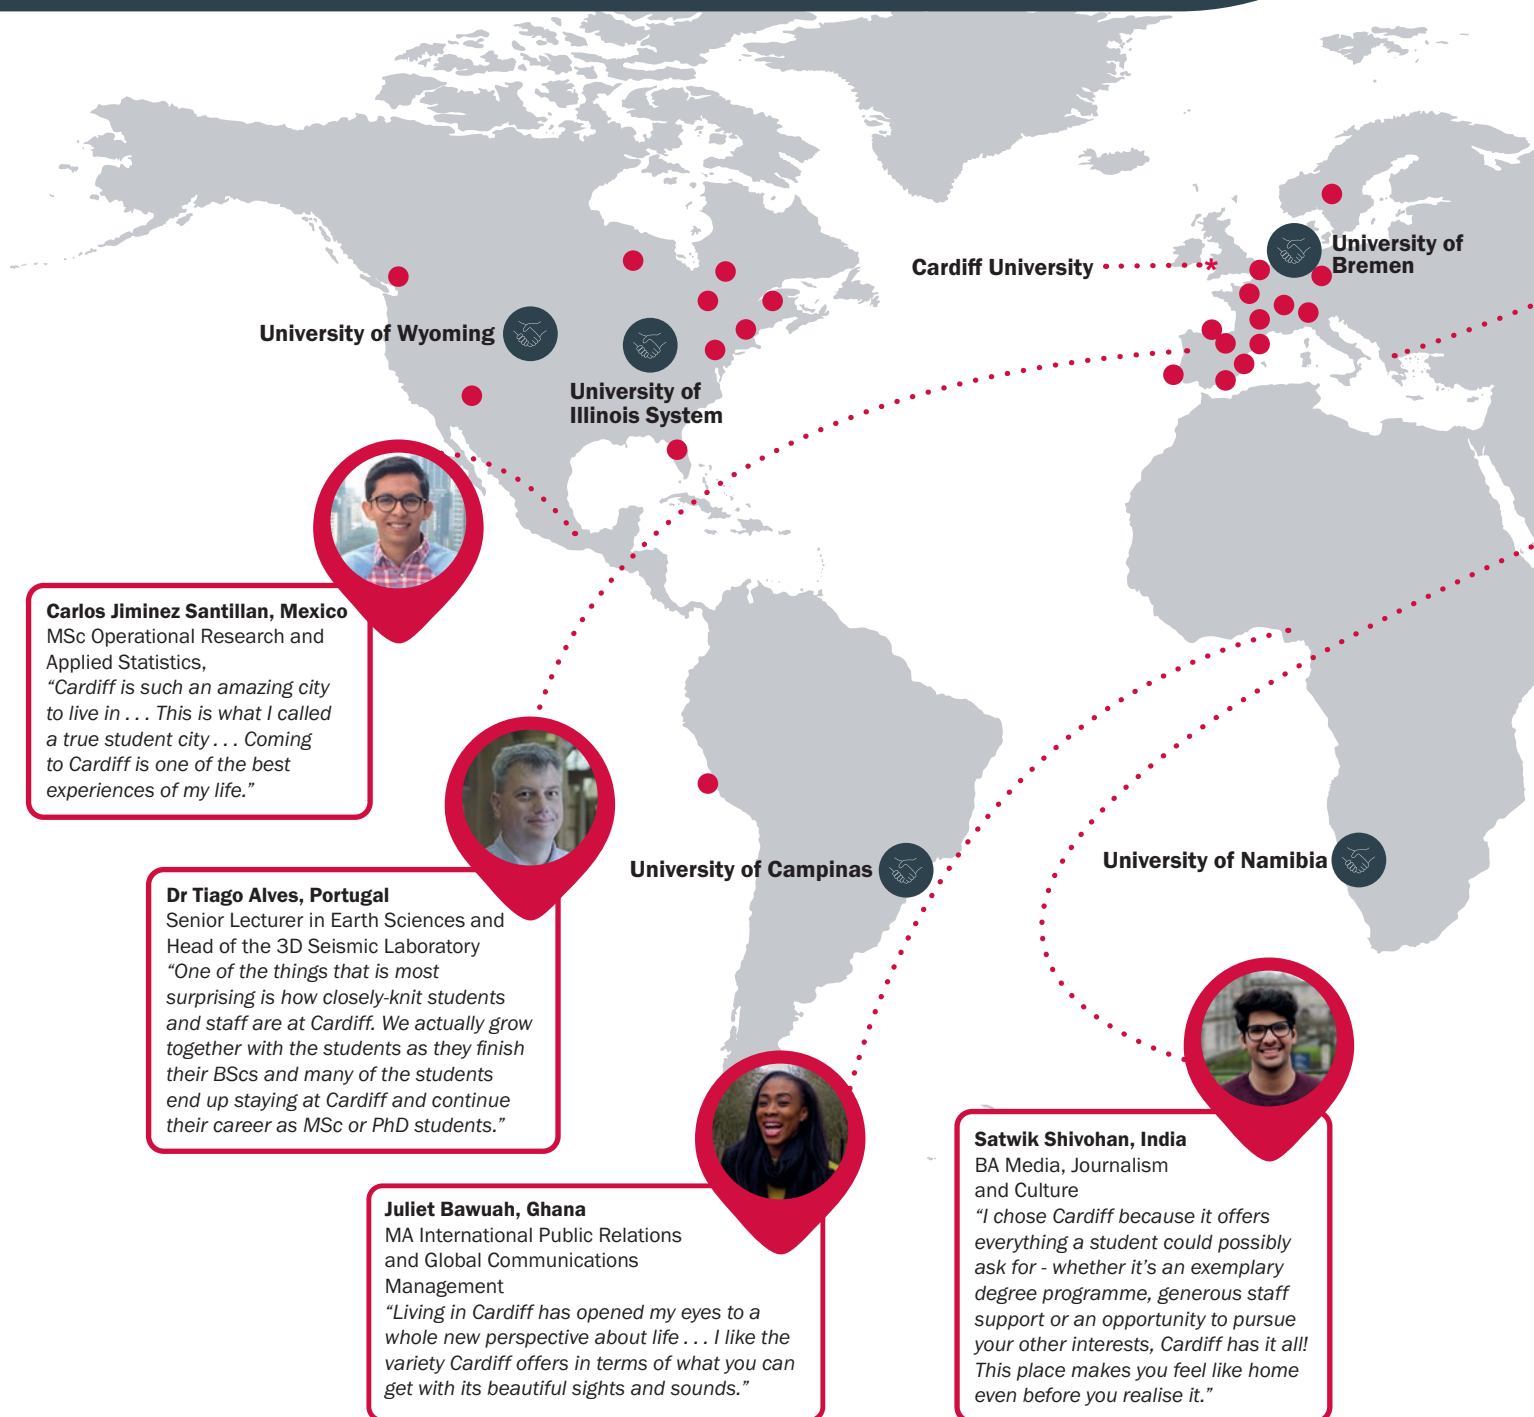 Cardiff University
University of
Bremen
University of Wyoming
University of
Illinois System
Carlos Jiminez Santillan, Mexico
MSc Operational Research and
Applied Statistics,
“Cardiff is such an amazing city
to live in . . . This is what I called
a true student city . . . Coming
to Cardiff is one of the best
experiences of my life.”
University of Campinas
University of Namibia
Dr Tiago Alves, Portugal
Senior Lecturer in Earth Sciences and
Head of the 3D Seismic Laboratory
“One of the things that is most
surprising is how closely-knit students
and staff are at Cardiff. We actually grow
together with the students as they finish
their BScs and many of the students
end up staying at Cardiff and continue
their career as MSc or PhD students.”
Juliet Bawuah, Ghana
MA International Public Relations
and Global Communications
Management
“Living in Cardiff has opened my eyes to a
whole new perspective about life . . . I like the
variety Cardiff offers in terms of what you can
get with its beautiful sights and sounds.”
Satwik Shivohan, India
BA Media, Journalism
and Culture
“I chose Cardiff because it offers
everything a student could possibly
ask for - whether it’s an exemplary
degree programme, generous staff
support or an opportunity to pursue
your other interests, Cardiff has it all!
This place makes you feel like home
even before you realise it.”